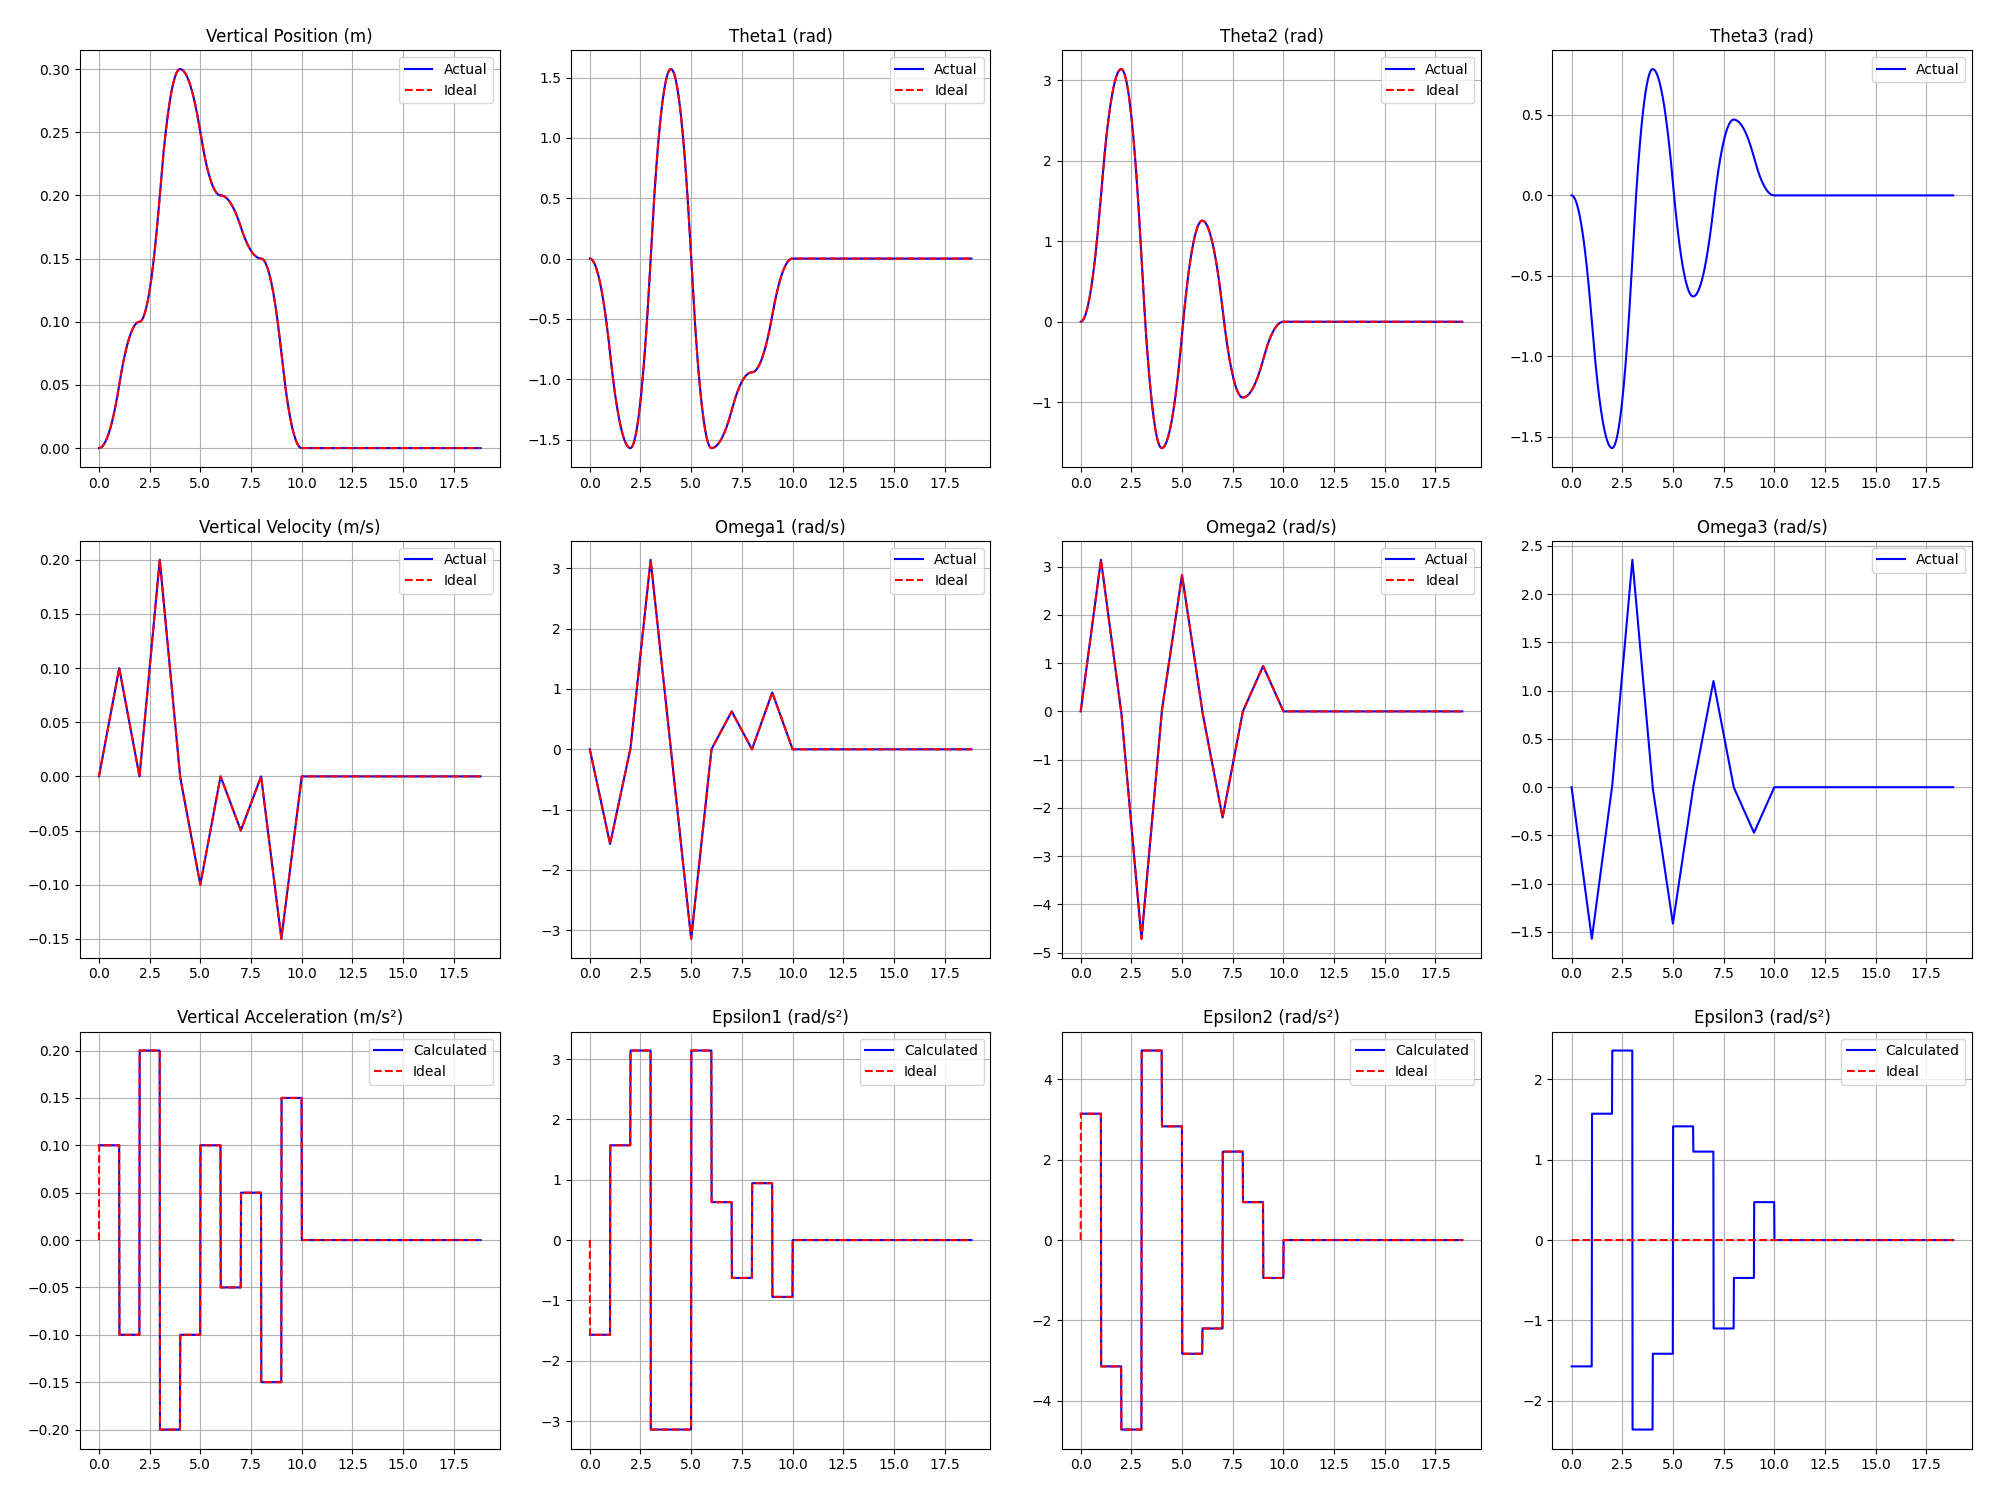 Vertical Position (m)
0.30
0.25
0.20
0.15
0.10
0.05
0.00
0.0 2.5 5.0 7.5 10.0 12.5 15.0 17.5
Actual
Ideal
Theta1 (rad)
1.5
1.0
0.5
0.0
−0.5
−1.0
−1.5
0.0 2.5 5.0 7.5 10.0 12.5 15.0 17.5
Actual
Ideal
Theta2 (rad)
3
2
1
0
−1
0.0 2.5 5.0 7.5 10.0 12.5 15.0 17.5
Actual
Ideal
Theta3 (rad)
0.5
0.0
−0.5
−1.0
−1.5
0.0 2.5 5.0 7.5 10.0 12.5 15.0 17.5
Actual
Vertical Velocity (m/s)
0.20
0.15
0.10
0.05
0.00
−0.05
−0.10
−0.15
0.0 2.5 5.0 7.5 10.0 12.5 15.0 17.5
Actual
Ideal
Omega1 (rad/s)
3
2
1
0
−1
−2
−3
0.0 2.5 5.0 7.5 10.0 12.5 15.0 17.5
Actual
Ideal
Omega2 (rad/s)
3
2
1
0
−1
−2
−3
−4
−5
0.0 2.5 5.0 7.5 10.0 12.5 15.0 17.5
Actual
Ideal
Omega3 (rad/s)
2.5
2.0
1.5
1.0
0.5
0.0
−0.5
−1.0
−1.5
0.0 2.5 5.0 7.5 10.0 12.5 15.0 17.5
Actual
Vertical Acceleration (m/s²)
0.20
0.15
0.10
0.05
0.00
−0.05
−0.10
−0.15
−0.20
0.0 2.5 5.0 7.5 10.0 12.5 15.0 17.5
Calculated
Ideal
Epsilon1 (rad/s²)
3
2
1
0
−1
−2
−3
0.0 2.5 5.0 7.5 10.0 12.5 15.0 17.5
Calculated
Ideal
Epsilon2 (rad/s²)
4
2
0
−2
−4
0.0 2.5 5.0 7.5 10.0 12.5 15.0 17.5
Calculated
Ideal
Epsilon3 (rad/s²)
2
1
0
−1
−2
0.0 2.5 5.0 7.5 10.0 12.5 15.0 17.5
Calculated
Ideal